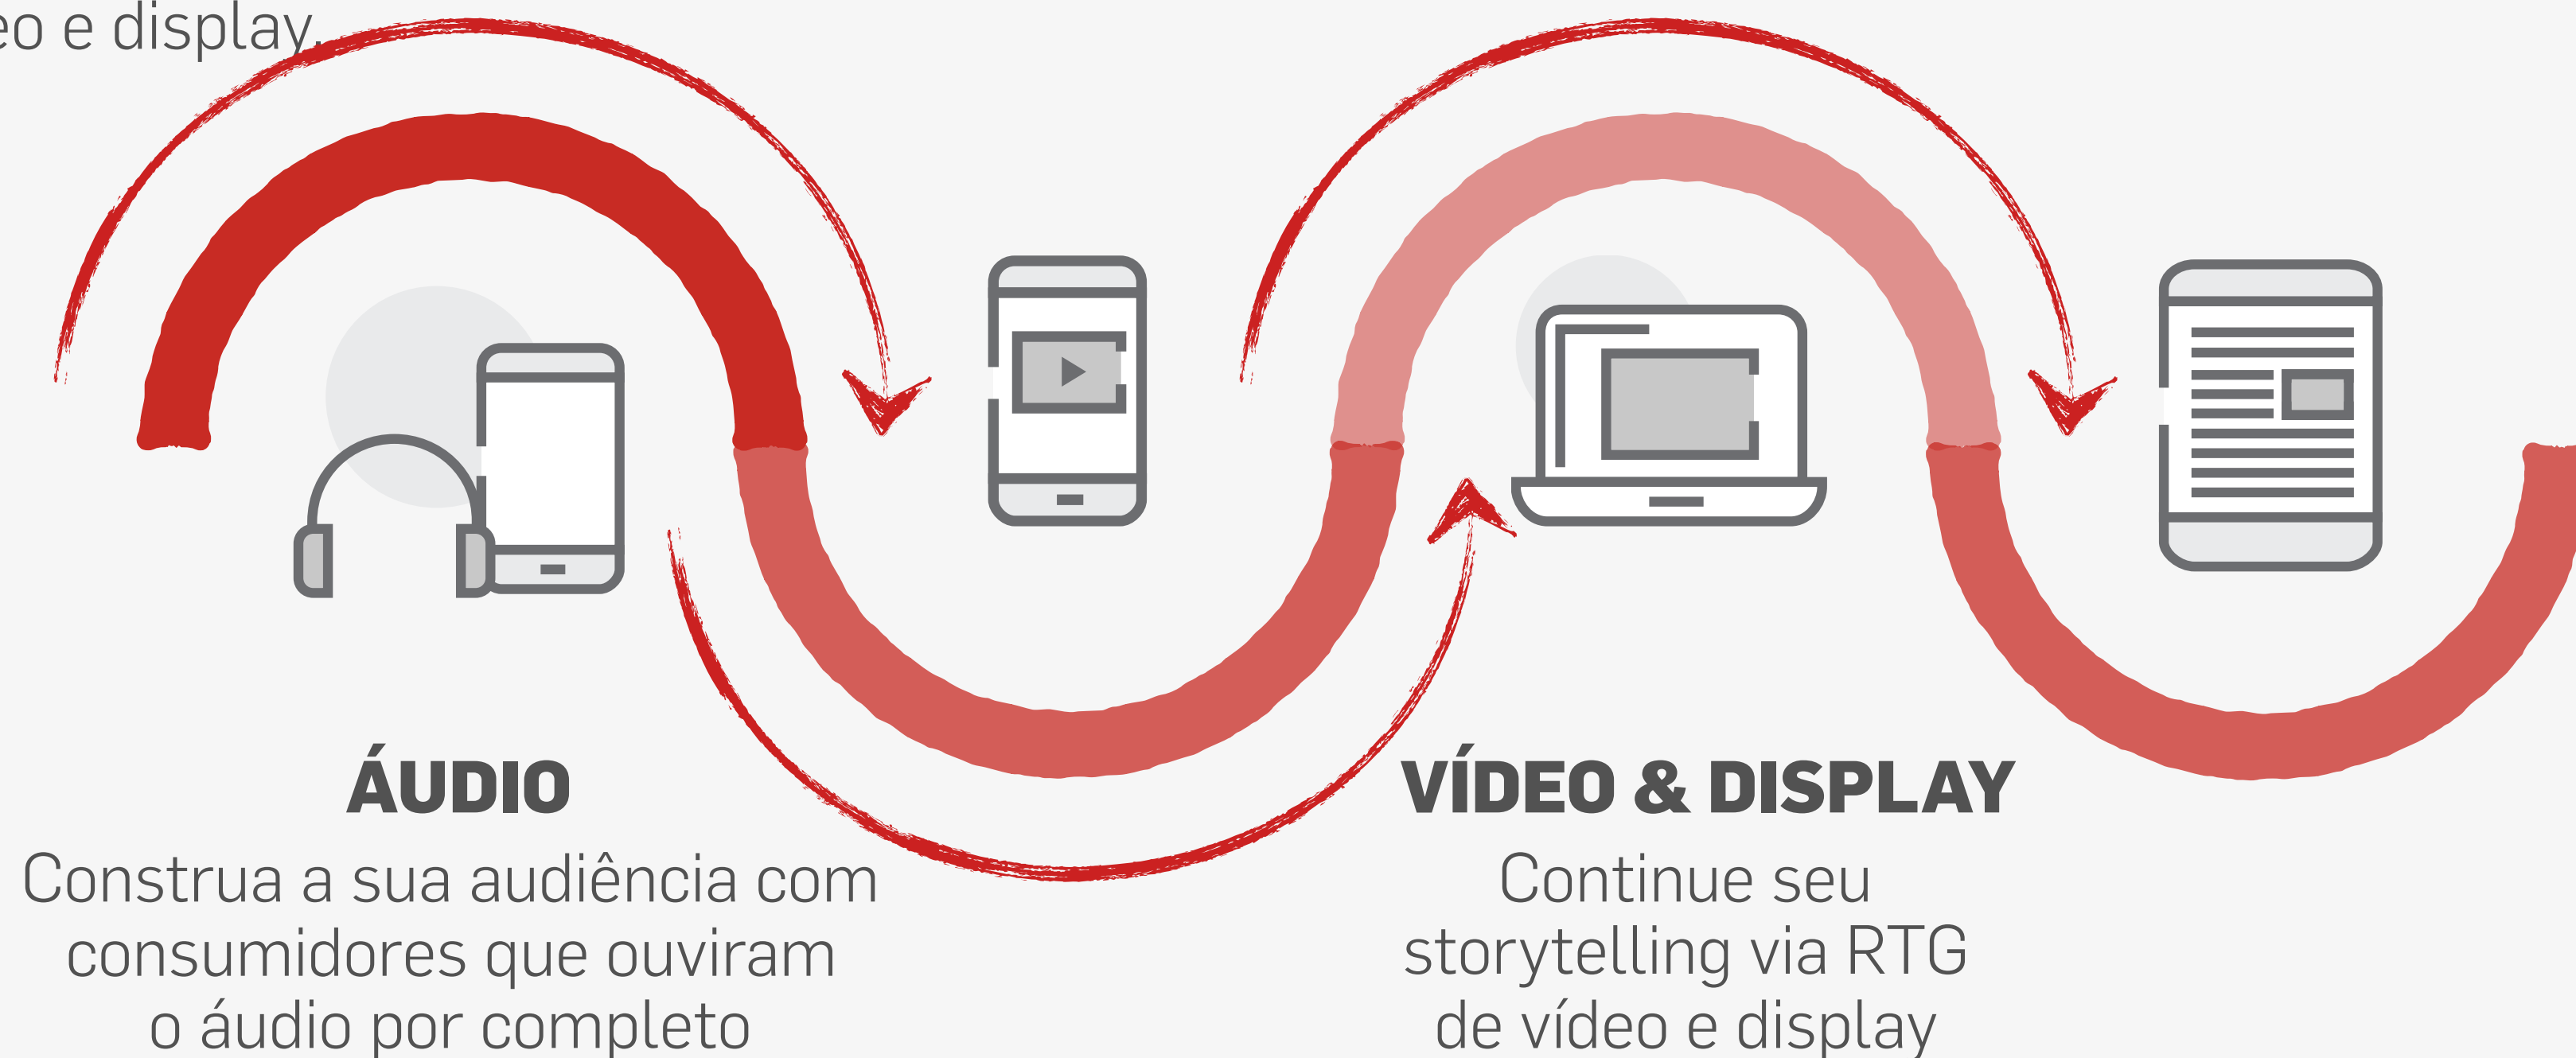 e display.
ÁUDIO
Construa a sua audiência com
consumidores que ouviram
o áudio por completo
VÍDEO & DISPLAY
Continue seu
storytelling via RTG
de vídeo e display